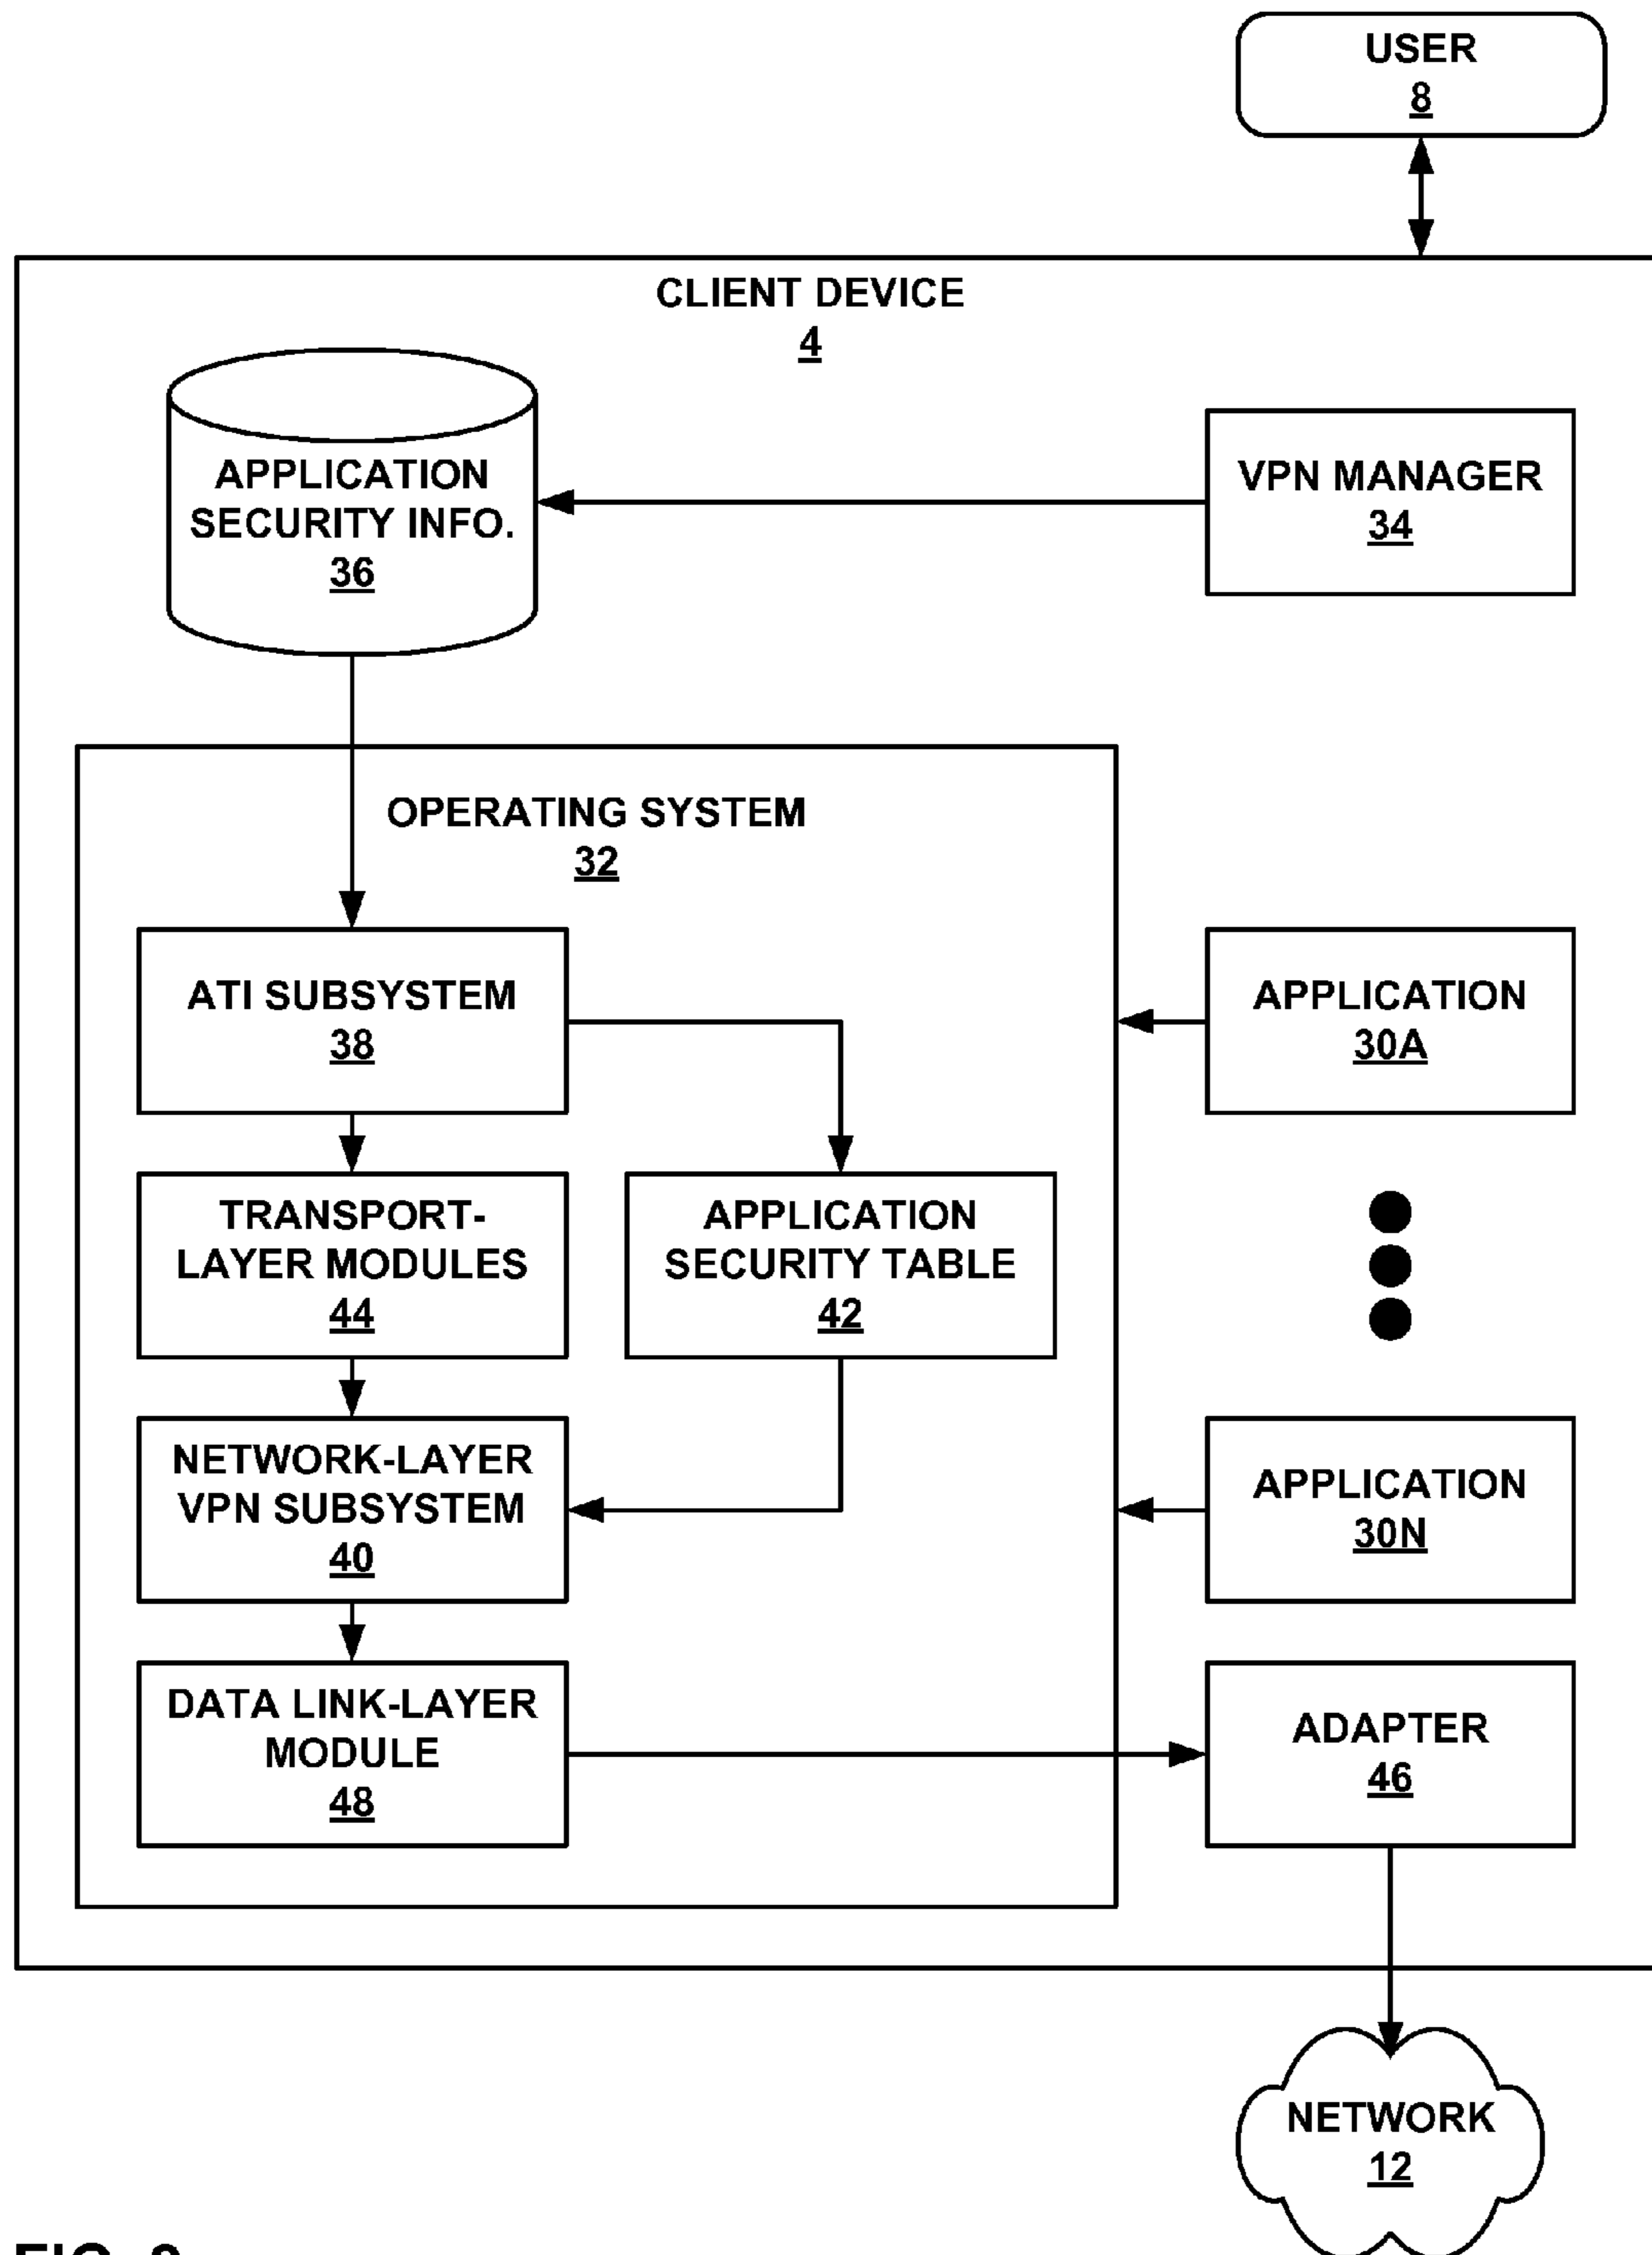 USER
8
CLIENT DEVICE
4
APPLICATION
SECURITY INFO.
36
VPN MANAGER
34
OPERATING SYSTEM
32
ATI SUBSYSTEM
38
APPLICATION
30A
TRANSPORT-
LAYER MODULES
44
APPLICATION
SECURITY TABLE
42
NETWORK-LAYER
VPN SUBSYSTEM
40
APPLICATION
30N
DATA LINK-LAYER
MODULE
48
ADAPTER
46
NETWORK
12
FIG.